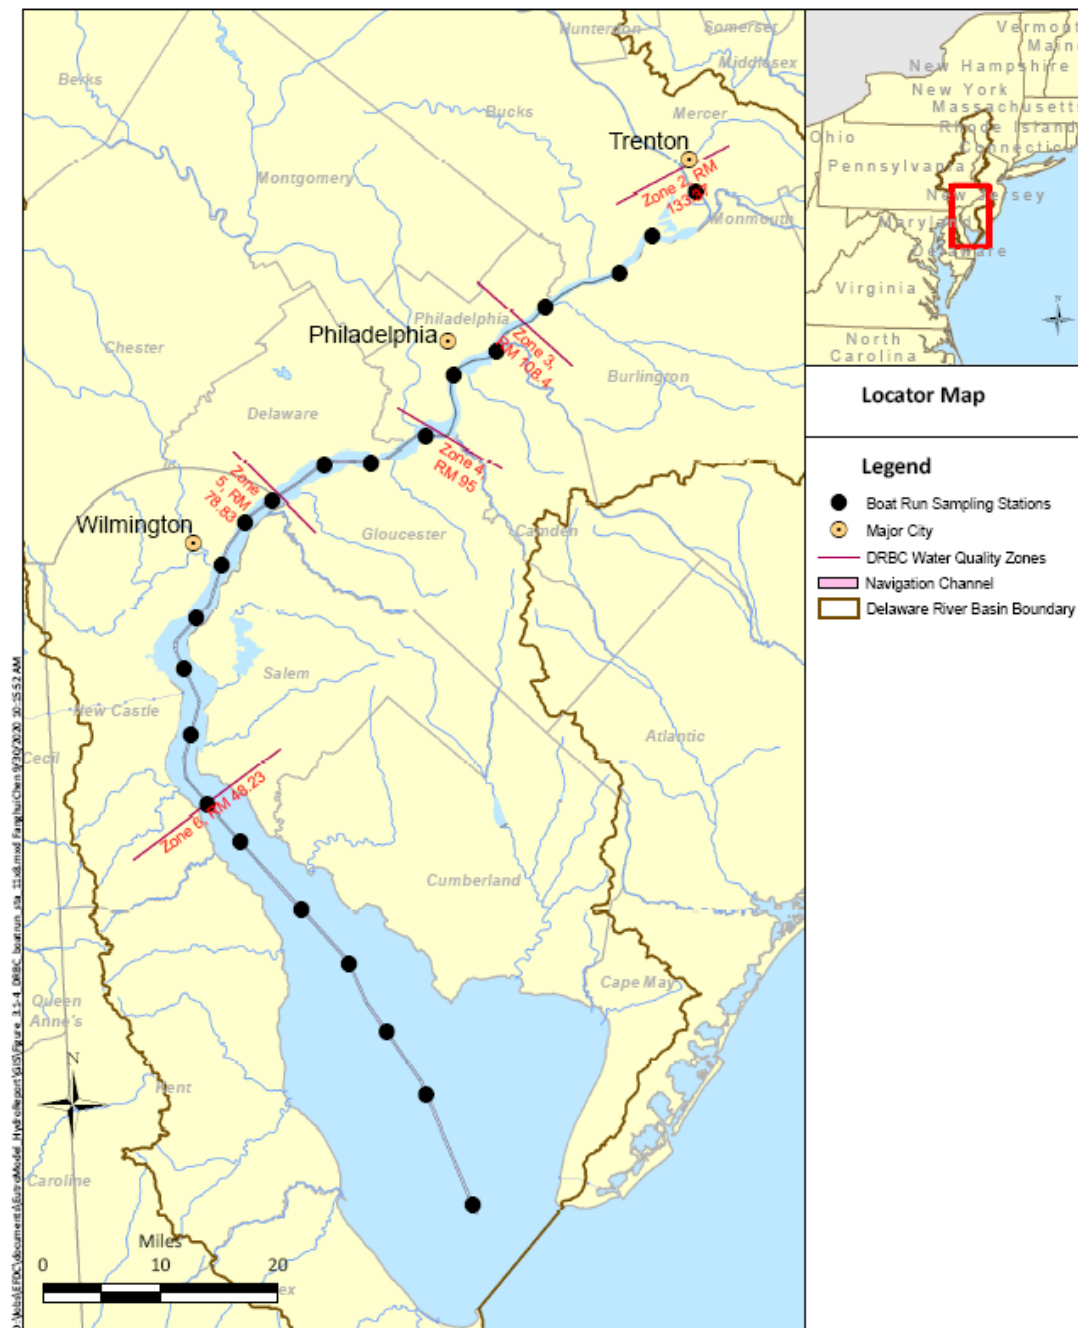 Hunterdon
Somerset
Middlesex
Berks
Bucks
Mercer
Trenton
Montgomery
Zone 2, RM
Monmouth
Philadelphia
Philadelphia
Zone 3,
RM 108.4
Chester
Burlington
Delaware
Zone 4,
RM 95
Zone
5, RM
78.83
Wilmington
Gloucester
Camden
Salem
New Castle
Cecil
Atlantic
Zone 6, RM 48.23
Cumberland
Cape May
Queen
Anne's
N
Kent
Caroline
Miles
0 10 20
ex
Vermont
Maine
New Hampshire
New York
Massachusetts
Rhode Island
Connecticut
Ohio
Pennsylvania
New Jersey
Maryland
Delaware
Virginia
North
Carolina
N
Locator Map
Legend
Boat Run Sampling Stations
Major City
DRBC Water Quality Zones
Navigation Channel
Delaware River Basin Boundary